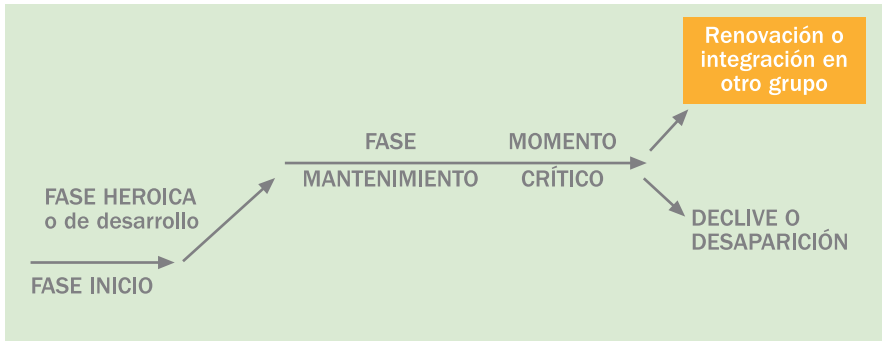 Renovación o
integración en
otro grupo
FASE
MOMENTO
MANTENIMIENTO
CRÍTICO
FASE HEROICA
o de desarrollo
DECLIVE O
DESAPARICIÓN
FASE INICIO